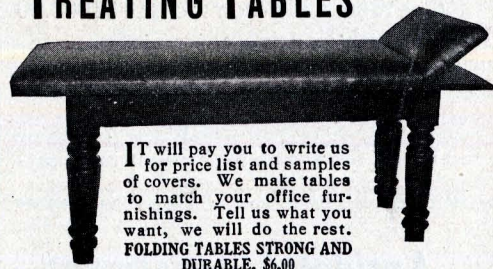 TREATING TABLES
IT will pay you to write us
for price list and samples
of covers. We make tables
to match your office fur-
nishings. Tell us what you
want, we will do the rest.
FOLDING TABLES STRONG AND
DURABLE, $6.00